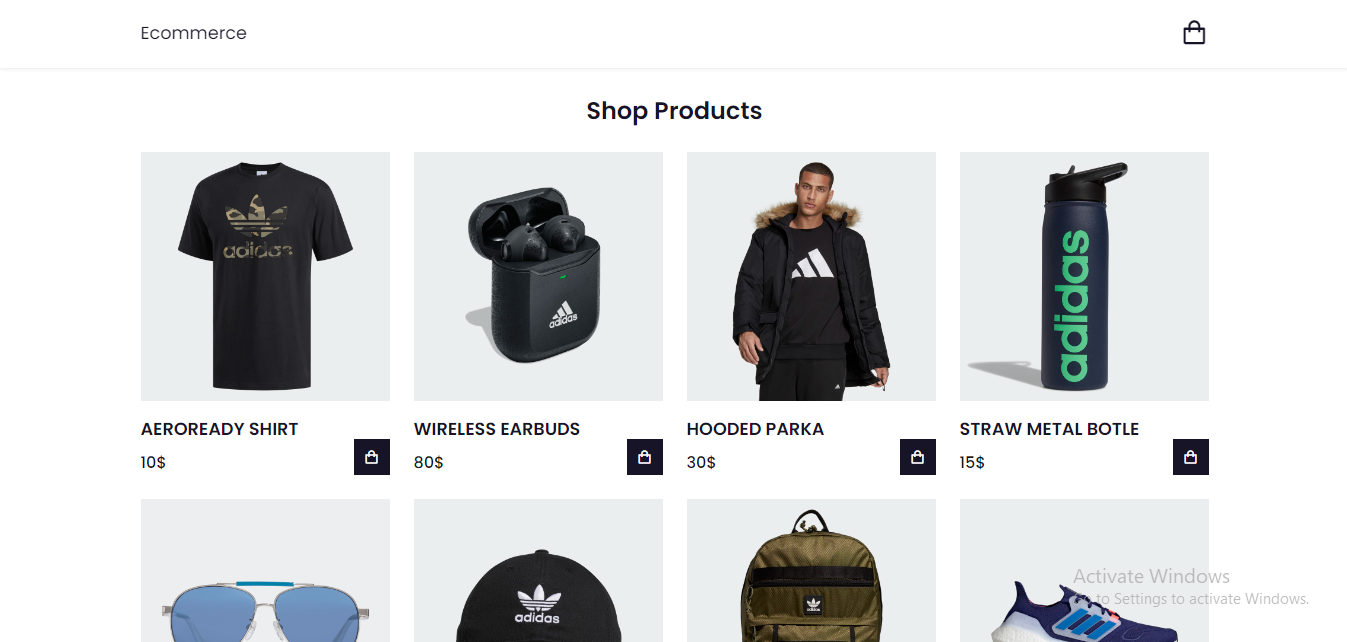 Ecommerce
Shop Products
adidas
adidas
adidas
AEROREADY SHIRT
WIRELESS EARBUDS
HOODED PARKA
STRAW METAL BOTLE
10$
80$
30$
15$
adidas
Activate Windows
Go to Settings to activate Windows.